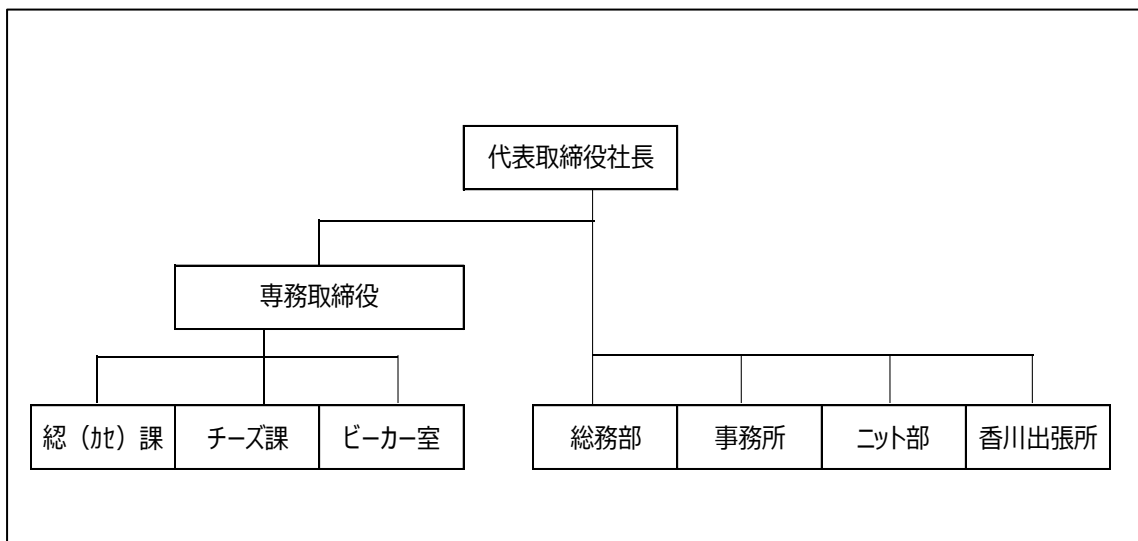 代表取締役社長
専務取締役
綛（ｶｾ）課
チーズ課
ビーカー室
総務部
事務所
ニット部
香川出張所